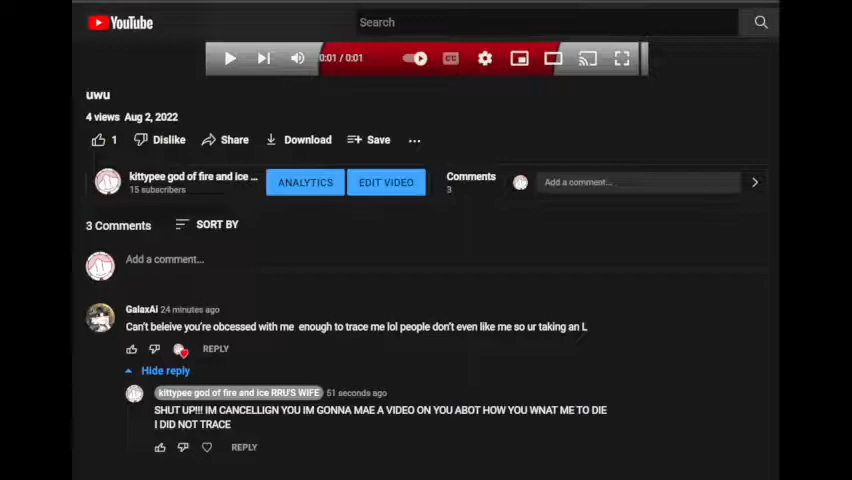 YouTube
Search
0:01 / 0:01
CC
uwu
4 views Aug 2, 2022
1 Dislike Share Download Save ...
kittypee god of fire and ice ...
15 subscribers
ANALYTICS EDIT VIDEO
Comments
3
Add a comment...
3 Comments SORT BY
Add a comment...
GalaxAi 24 minutes ago
Can't beleive you're obcessed with me enough to trace me lol people don't even like me so ur taking an L
REPLY
Hide reply
kittypee god of fire and ice RRU'S WIFE 51 seconds ago
SHUT UP!!! IM CANCELLIGN YOU IM GONNA MAE A VIDEO ON YOU ABOT HOW YOU WNAT ME TO DIE
I DID NOT TRACE
REPLY